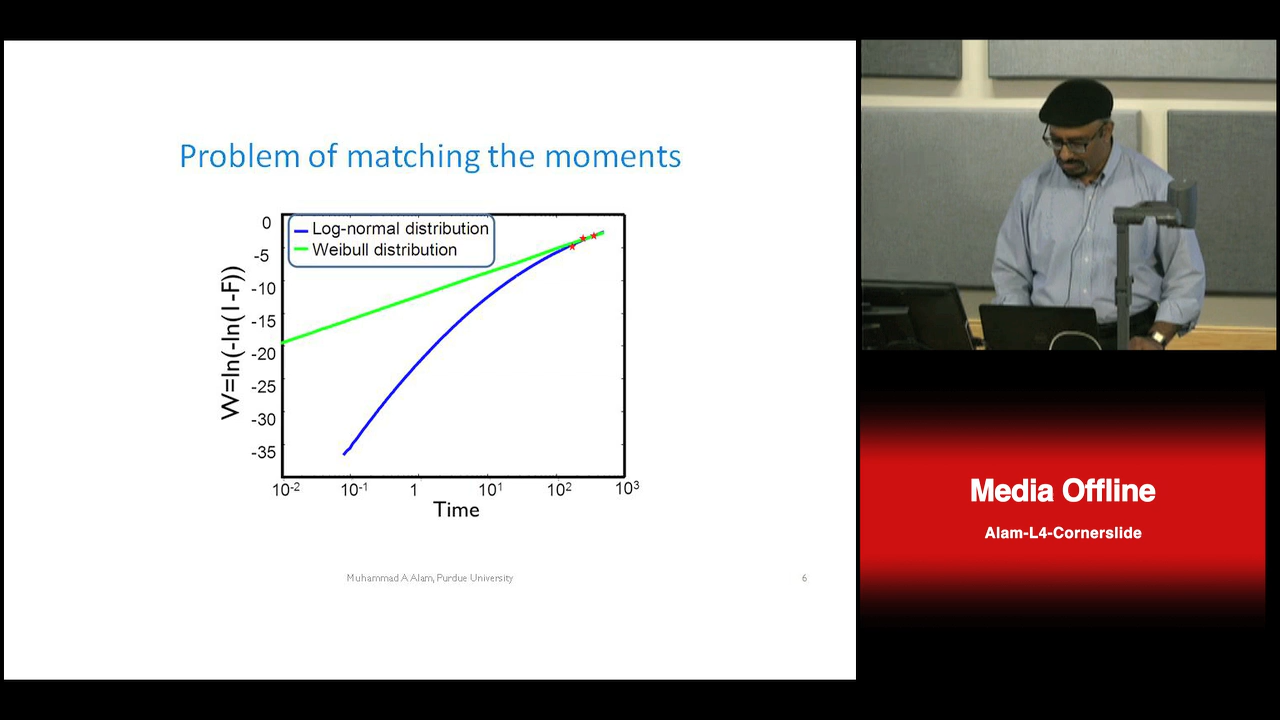 Problem of matching the moments
Log-normal distribution
Weibull distribution
W=ln(-ln(1-F))
0
-5
-10
-15
-20
-25
-30
-35
10-2
10-1
1
10¹
10²
10³
Time
Muhammad A Alam, Purdue University
6
Media Offline
Alam-L4-Cornerslide